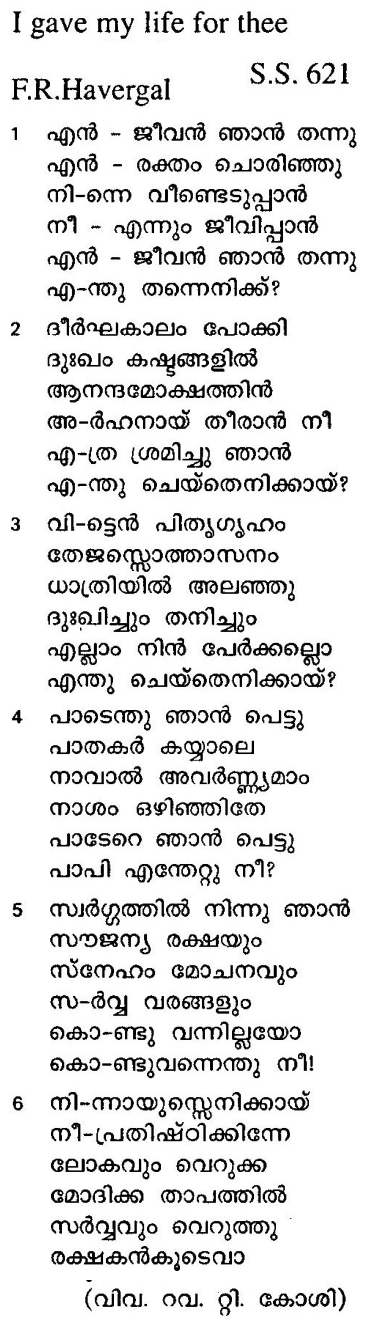 I gave my life for thee
S.S. 621
F.R.Havergal
1 എൻ - ജീവൻ ഞാൻ തന്നു
എൻ - രക്തം ചൊരിഞ്ഞു
നി-ന്നെ വീണ്ടെടുപ്പാൻ
നീ - എന്നും ജീവിപ്പാൻ
എൻ - ജീവൻ ഞാൻ തന്നു
എ-ന്തു തന്നെനിക്ക്?
2 ദീർഘകാലം പോക്കി
ദുഃഖം കഷ്ടങ്ങളിൽ
ആനന്ദമോക്ഷത്തിൻ
അ-ർഹനായ് തീരാൻ നീ
എ-ത്ര ശ്രമിച്ചു ഞാൻ
എ-ന്തു ചെയ്തെനിക്കായ്?
3 വി-ട്ടെൻ പിതൃഗൃഹം
തേജസ്സൊത്താസനം
ധാത്രിയിൽ അലഞ്ഞു
ദുഃഖിച്ചും തനിച്ചും
എല്ലാം നിൻ പേർക്കല്ലൊ
എന്തു ചെയ്തെനിക്കായ്?
4 പാടെന്തു ഞാൻ പെട്ടു
പാതകർ കയ്യാലെ
നാവാൽ അവർണ്ണ്യമാം
നാശം ഒഴിഞ്ഞിതേ
പാടേറെ ഞാൻ പെട്ടു
പാപി എന്തേറ്റു നീ?
5 സ്വർഗ്ഗത്തിൽ നിന്നു ഞാൻ
സൗജന്യ രക്ഷയും
സ്നേഹം മോചനവും
സ-ർവ്വ വരങ്ങളും
കൊ-ണ്ടു വന്നില്ലയോ
കൊ-ണ്ടുവന്നെന്തു നീ!
6 നി-ന്നായുസ്സെനിക്കായ്
നീ-പ്രതിഷ്ഠിക്കിന്നേ
ലോകവും വെറുക്ക
മോദിക്ക താപത്തിൽ
സർവ്വവും വെറുത്തു
രക്ഷകൻകൂടെവാ
(വിവ. റവ. റ്റി. കോശി)